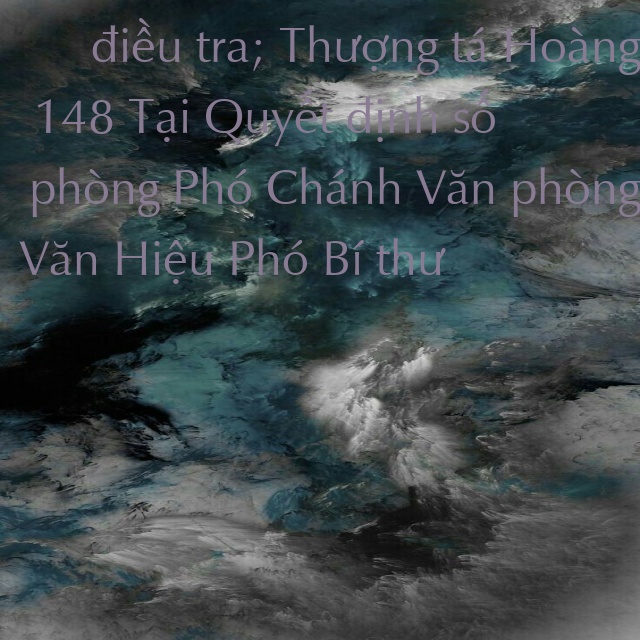 điều tra; Thượng tá Hoàng
148 Tại Quyết định số
phòng Phó Chánh Văn phòng
Văn Hiệu Phó Bí thư